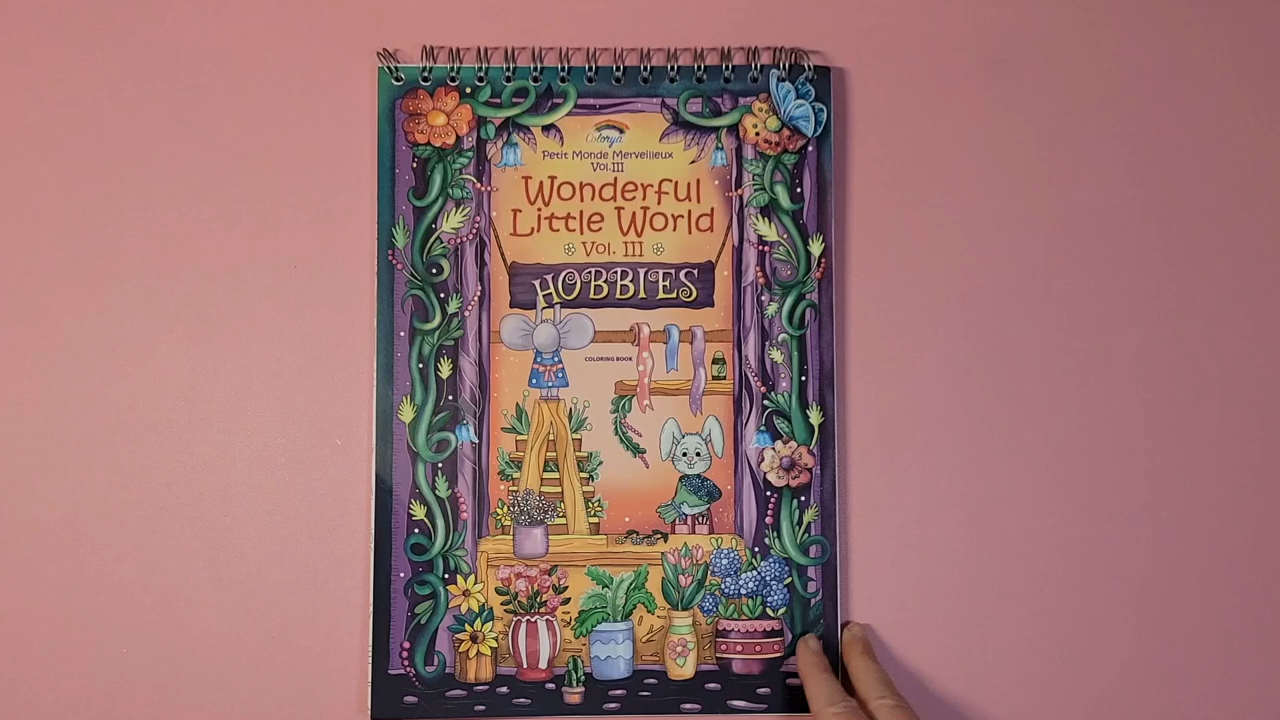 Colorya
Petit Monde Merveilleux
Vol.III
Wonderful
Little World
Vol. III
HOBBIES
COLORING BOOK